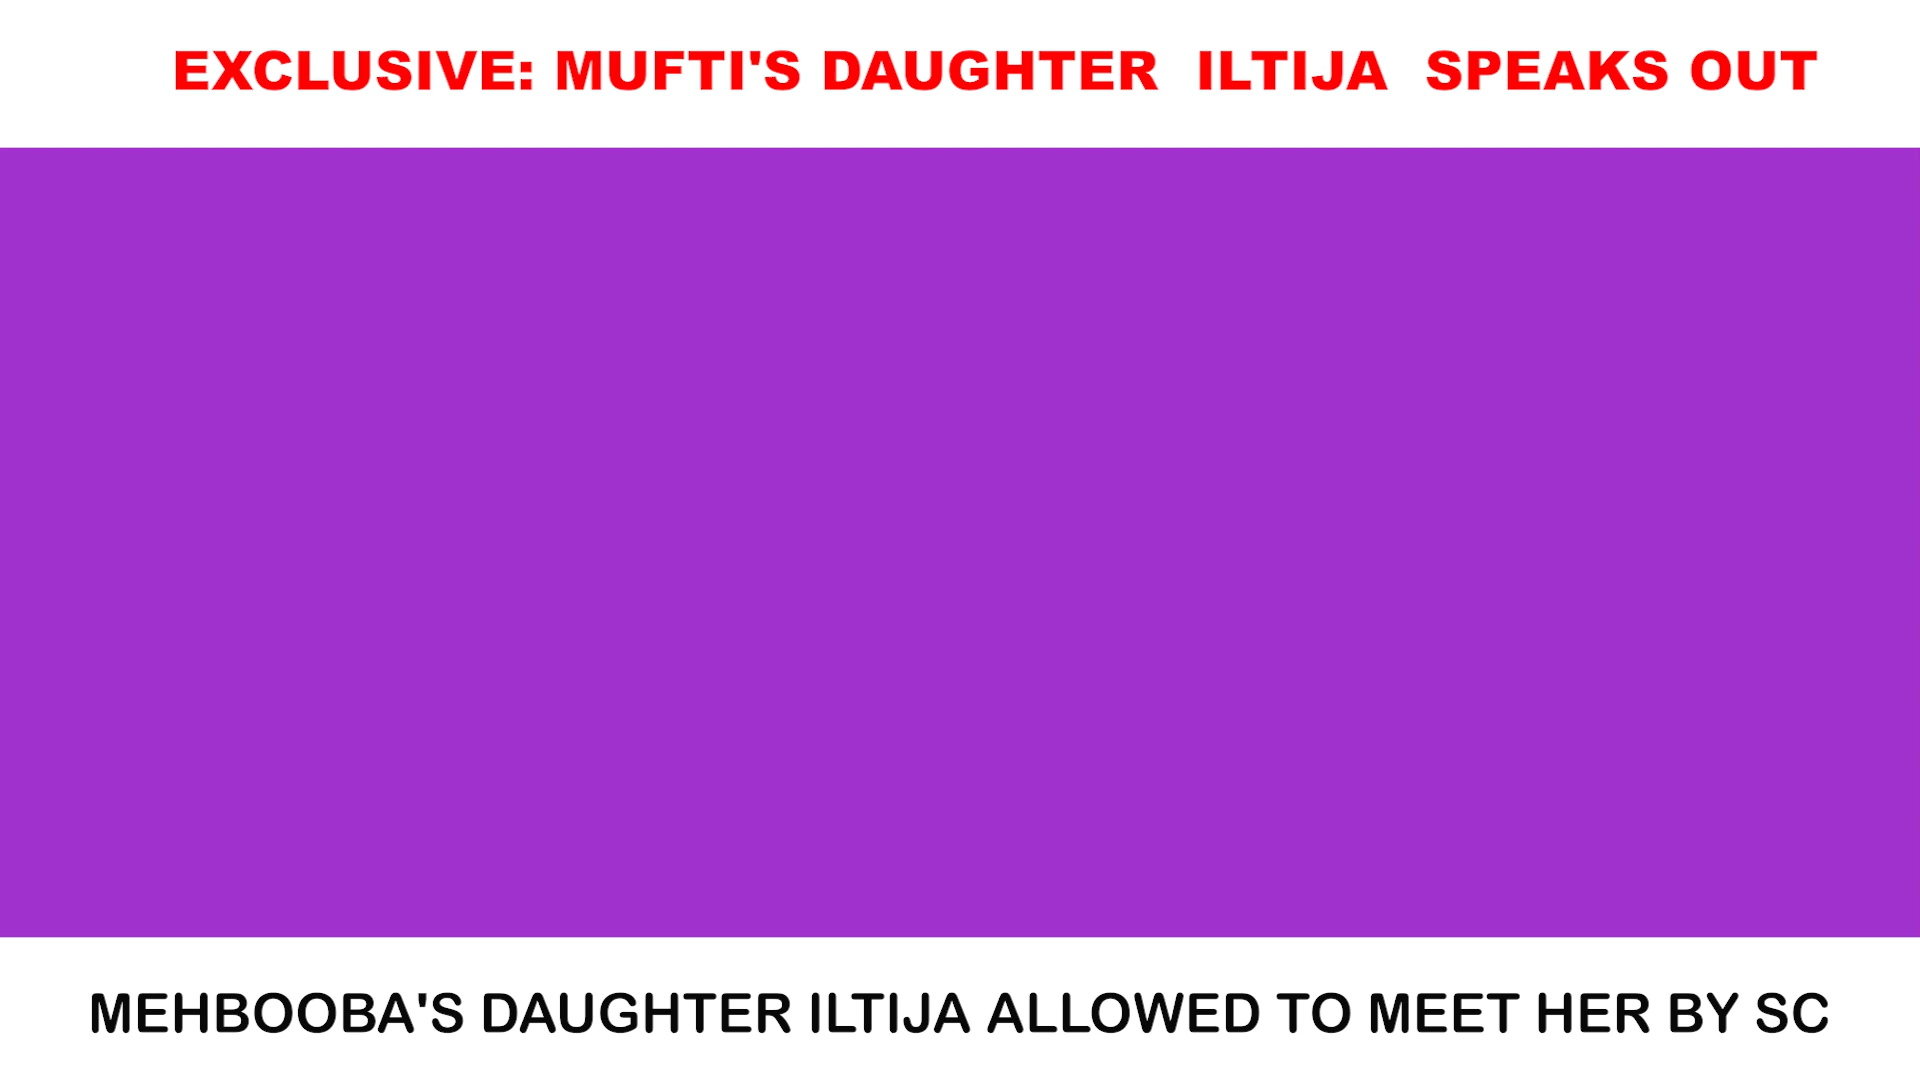 EXCLUSIVE: MUFTI'S DAUGHTER ILTIJA SPEAKS OUT
MEHBOOBA'S DAUGHTER ILTIJA ALLOWED TO MEET HER BY SC